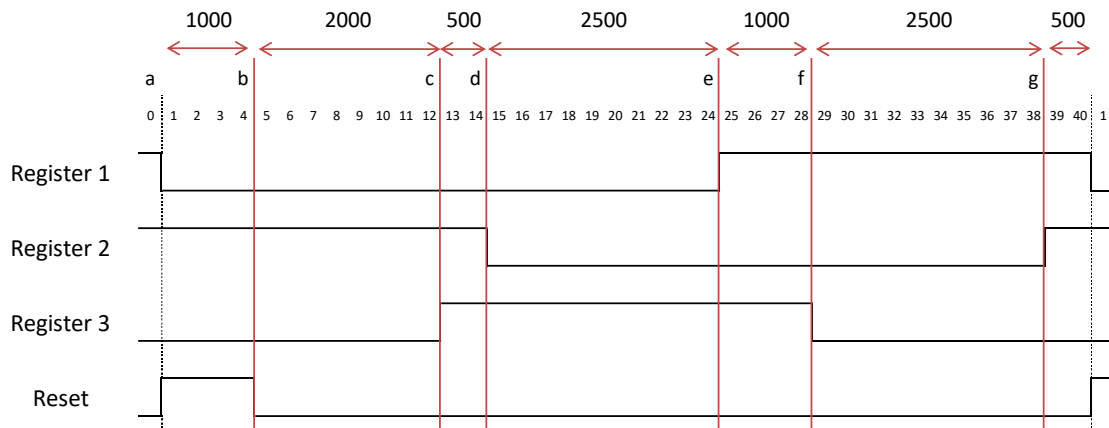 1000 2000 500 2500 1000 2500 500
a b c d e f g
0 1 2 3 4 5 6 7 8 9 10 11 12 13 14 15 16 17 18 19 20 21 22 23 24 25 26 27 28 29 30 31 32 33 34 35 36 37 38 39 40 1
Register 1
Register 2
Register 3
Reset